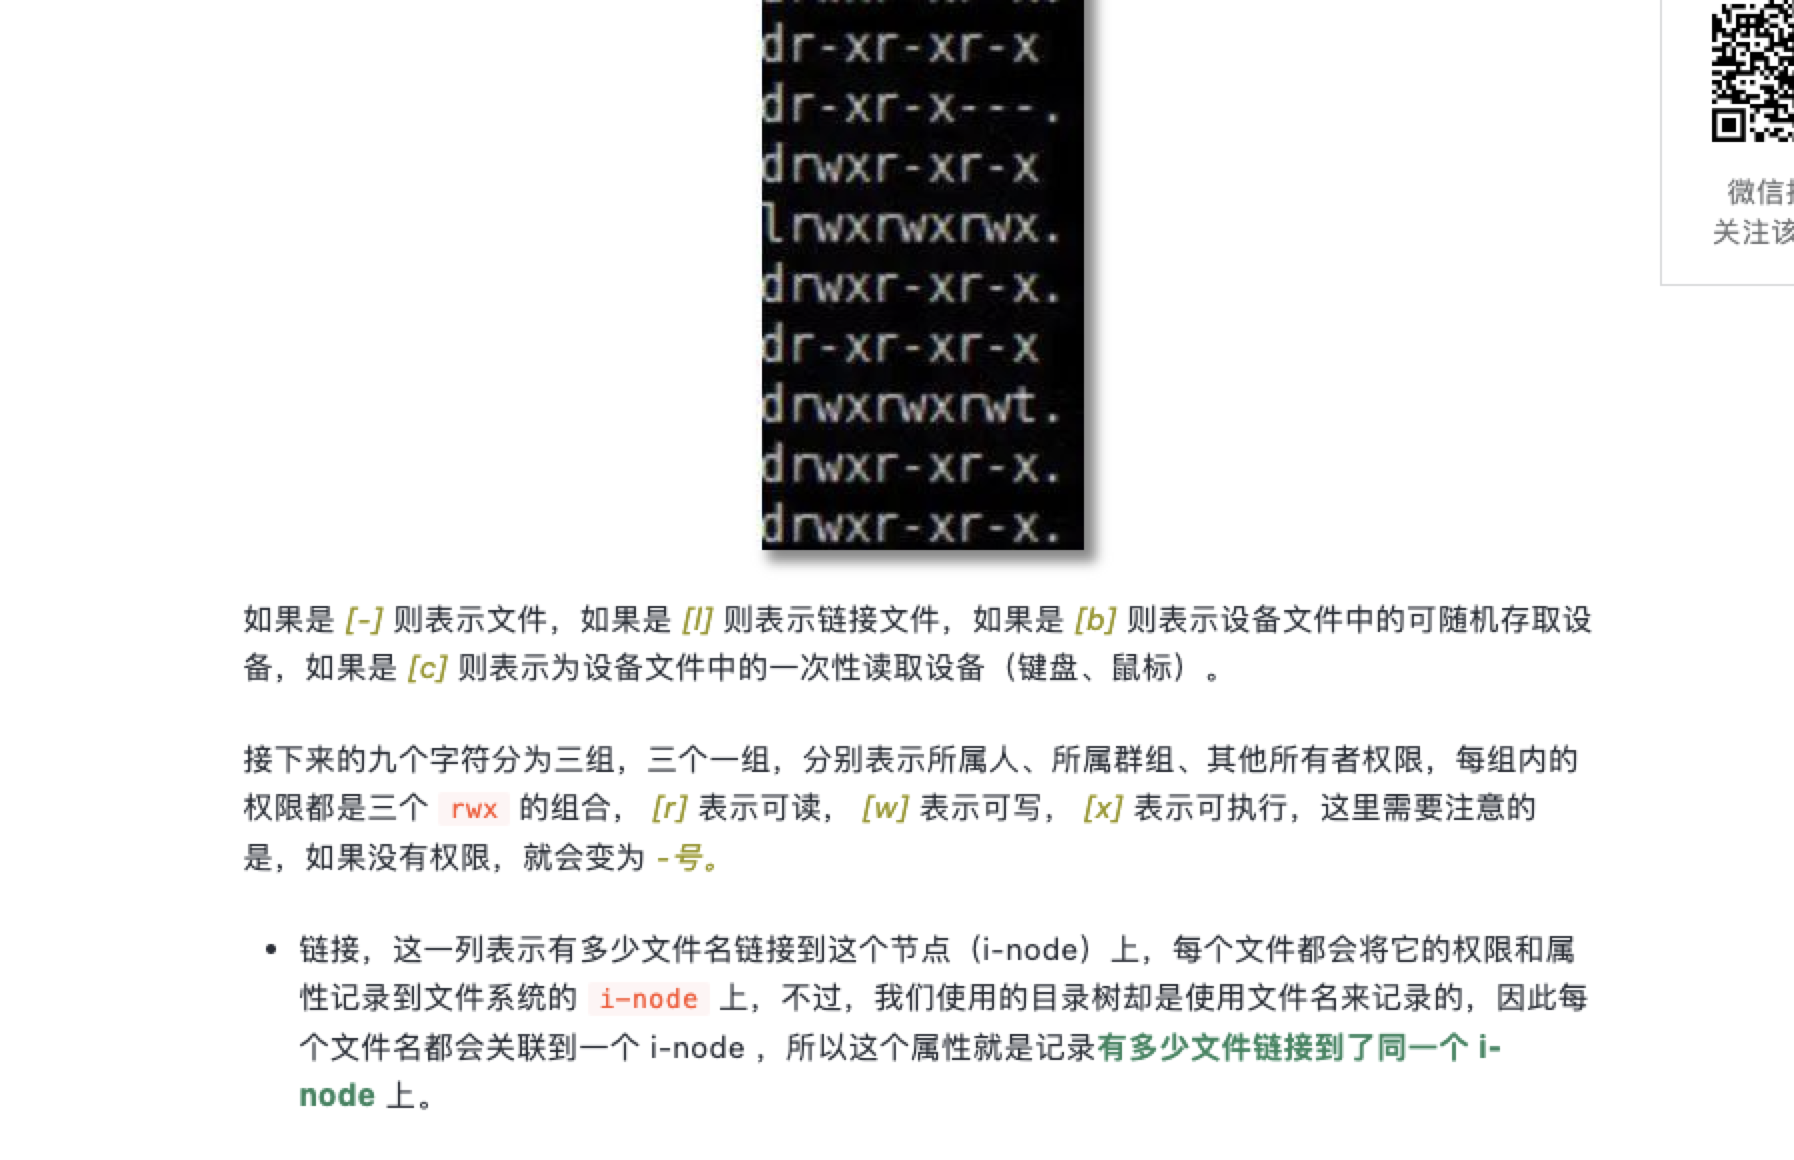 dr-xr-xr-x
dr-xr-x---.
drwxr-xr-x
lrwxrwxrwx.
drwxr-xr-x.
dr-xr-xr-x
drwxrwxrwt.
drwxr-xr-x.
drwxr-xr-x.
微信
关注该
如果是 [-] 则表示文件，如果是 [l] 则表示链接文件，如果是 [b] 则表示设备文件中的可随机存取设
备，如果是 [c] 则表示为设备文件中的一次性读取设备（键盘、鼠标）。
接下来的九个字符分为三组，三个一组，分别表示所属人、所属群组、其他所有者权限，每组内的
权限都是三个 rwx 的组合， [r] 表示可读， [w] 表示可写， [x] 表示可执行，这里需要注意的
是，如果没有权限，就会变为 -号。
• 链接，这一列表示有多少文件名链接到这个节点（i-node）上，每个文件都会将它的权限和属
性记录到文件系统的 i-node 上，不过，我们使用的目录树却是使用文件名来记录的，因此每
个文件名都会关联到一个 i-node ，所以这个属性就是记录有多少文件链接到了同一个 i-
node 上。